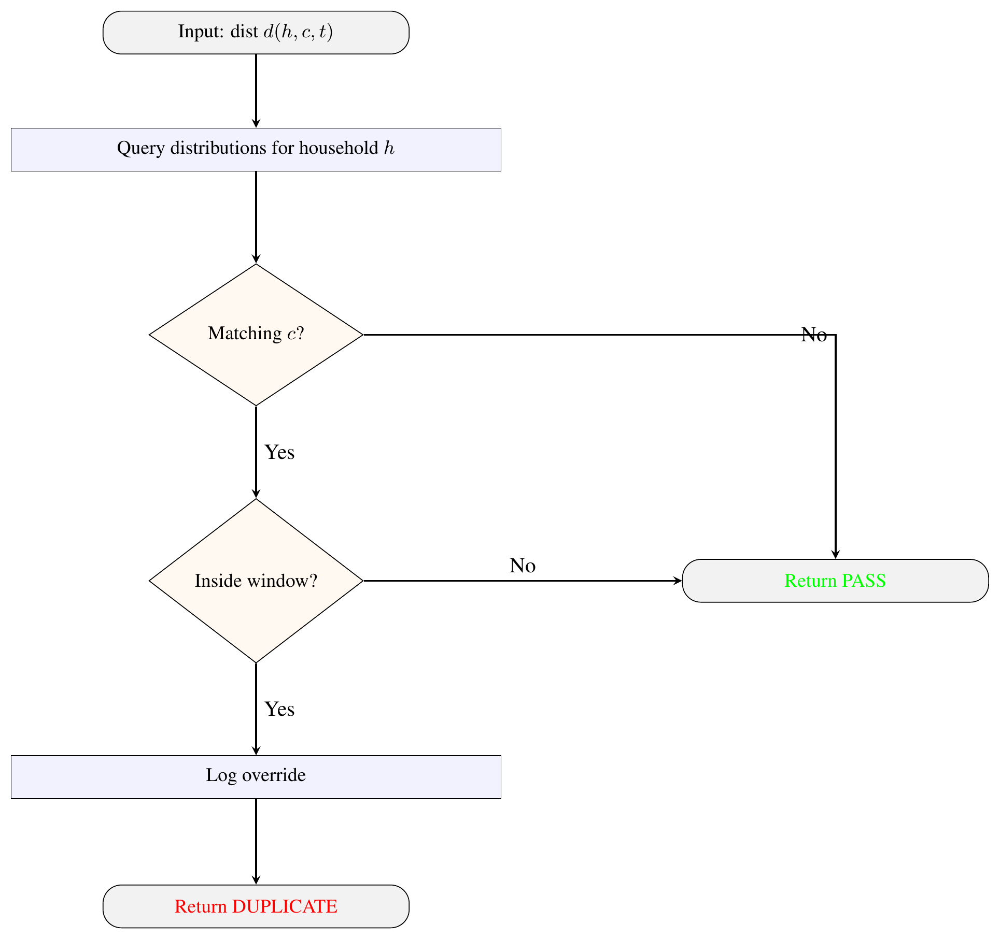 Input: dist d(h, c, t)
Query distributions for household h
Matching c?
No
Yes
Inside window?
No
Return PASS
Yes
Log override
Return DUPLICATE